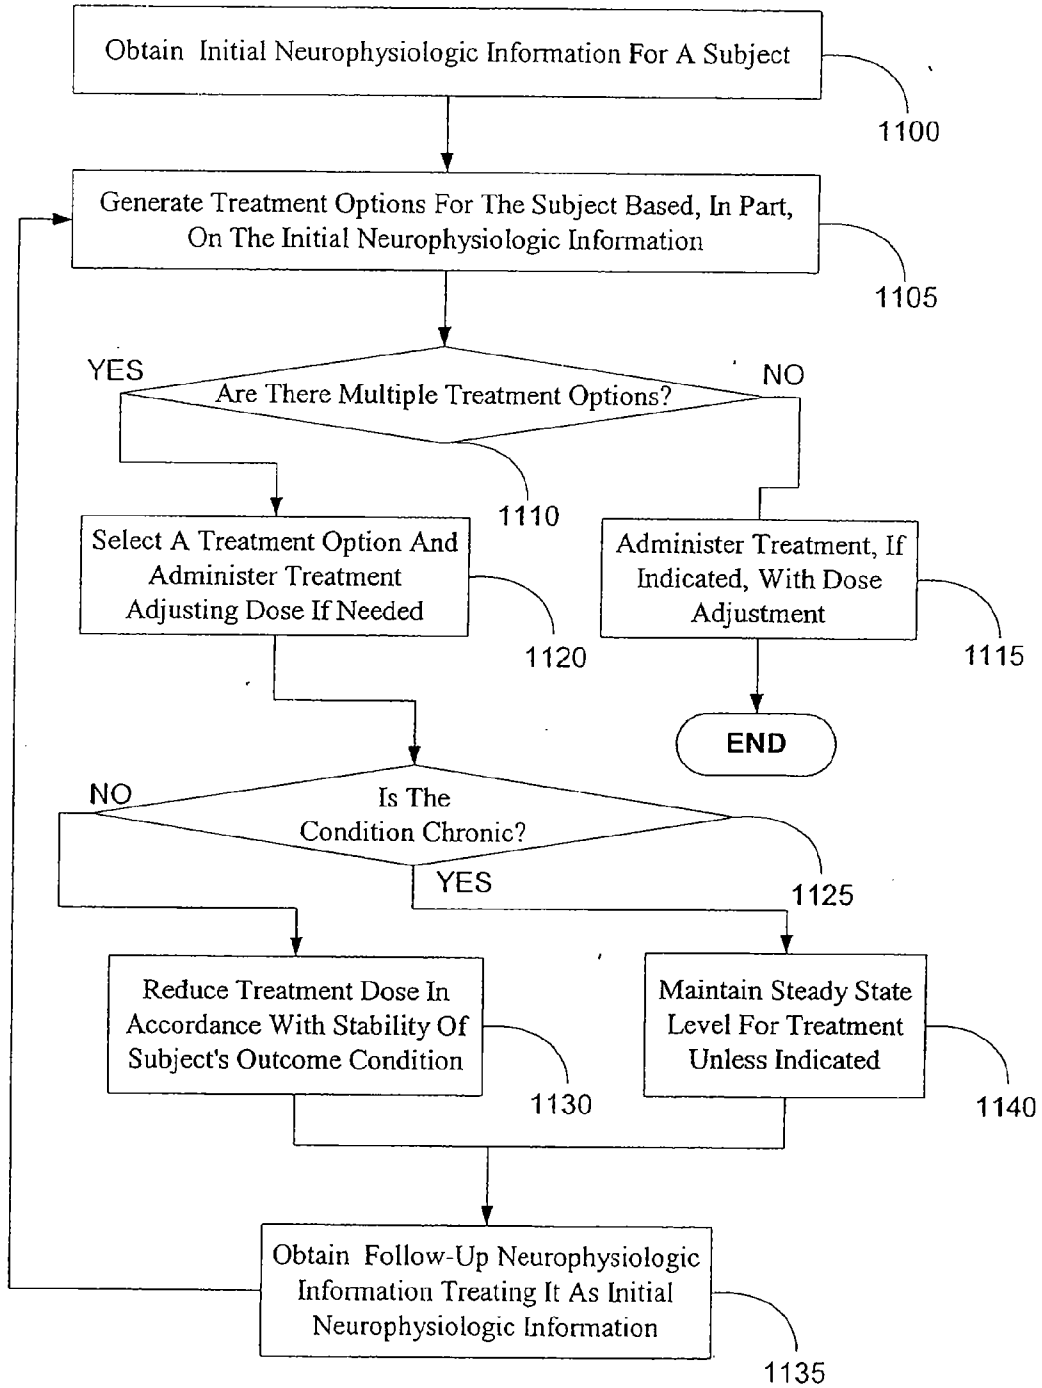 Obtain Initial Neurophysiologic Information For A Subject
1100
Generate Treatment Options For The Subject Based, In Part,
On The Initial Neurophysiologic Information
1105
YES
Are There Multiple Treatment Options?
NO
1110
Select A Treatment Option And
Administer Treatment
Adjusting Dose If Needed
1120
Administer Treatment, If
Indicated, With Dose
Adjustment
1115
END
NO
Is The
Condition Chronic?
YES
1125
Reduce Treatment Dose In
Accordance With Stability Of
Subject's Outcome Condition
1130
Maintain Steady State
Level For Treatment
Unless Indicated
1140
Obtain Follow-Up Neurophysiologic
Information Treating It As Initial
Neurophysiologic Information
1135